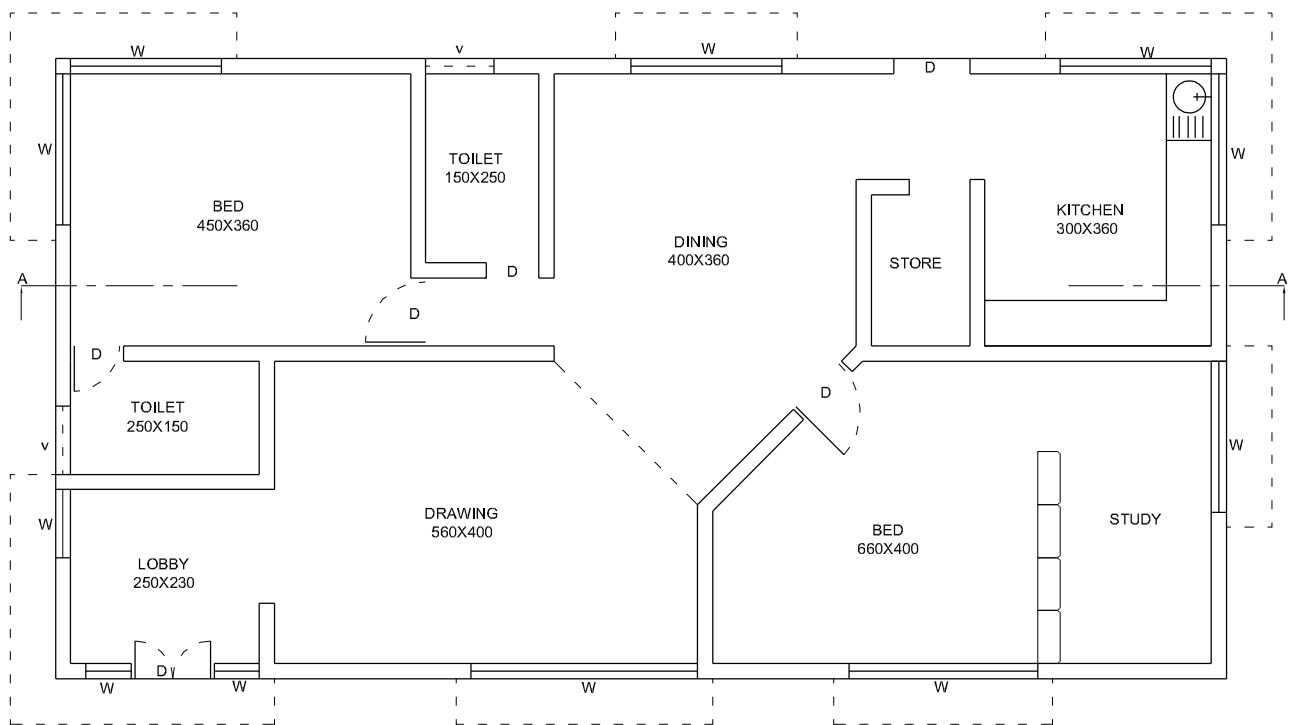 W
v
W
W
D
W
W
TOILET
150X250
BED
450X360
KITCHEN
300X360
DINING
400X360
STORE
D
A
A
D
D
D
TOILET
250X150
v
W
W
DRAWING
560X400
BED
660X400
STUDY
LOBBY
250X230
D
W
W
W
W